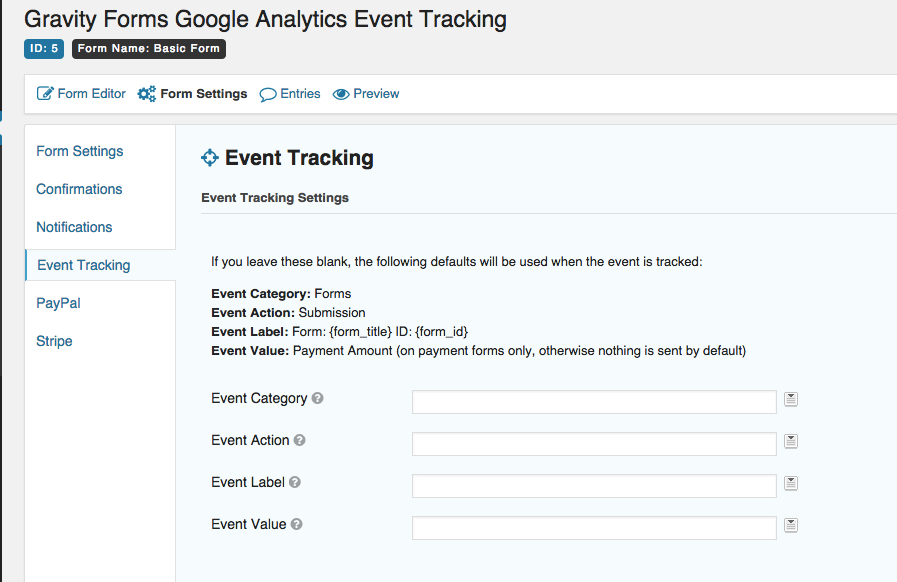 Gravity Forms Google Analytics Event Tracking
ID: 5 Form Name: Basic Form
Form Editor Form Settings Entries Preview
Form Settings
Confirmations
Notifications
Event Tracking
PayPal
Stripe
Event Tracking
Event Tracking Settings
If you leave these blank, the following defaults will be used when the event is tracked:
Event Category: Forms
Event Action: Submission
Event Label: Form: {form_title} ID: {form_id}
Event Value: Payment Amount (on payment forms only, otherwise nothing is sent by default)
Event Category ?
Event Action ?
Event Label ?
Event Value ?